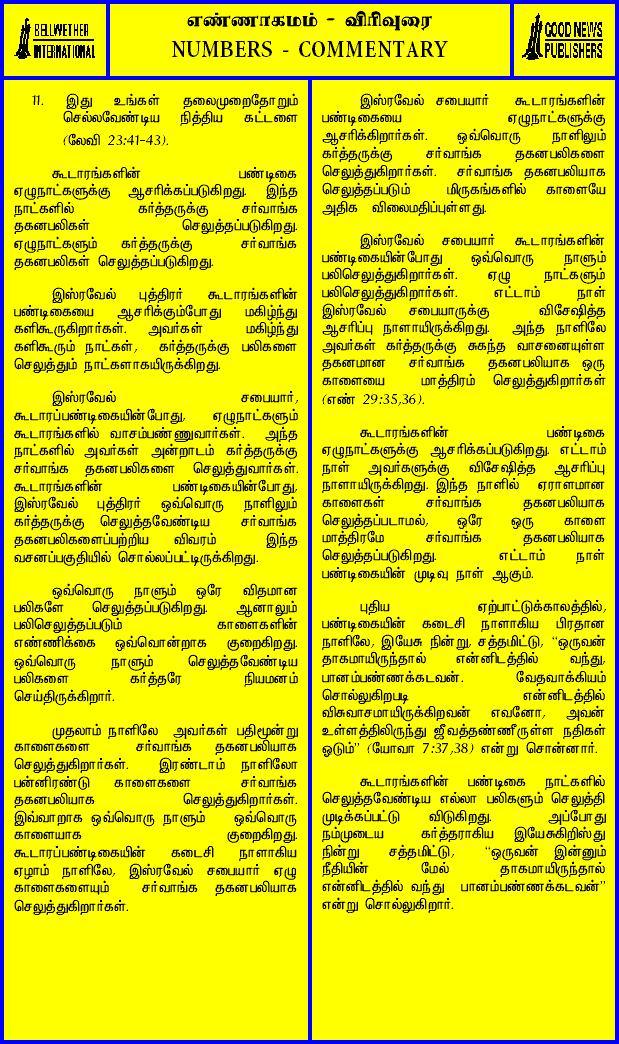 BELLWETHER
INTERNATIONAL
எண்ணாகமம் - விரிவுரை
NUMBERS - COMMENTARY
GOOD NEWS
PUBLISHERS
11. இது உங்கள் தலைமுறைதோறும்
செல்லவேண்டிய நித்திய கட்டளை
(லேவி 23:41-43).
கூடாரங்களின் பண்டிகை
ஏழுநாட்களுக்கு ஆசரிக்கப்படுகிறது. இந்த
நாட்களில் கர்த்தருக்கு சர்வாங்க
தகனபலிகள் செலுத்தப்படுகிறது.
ஏழுநாட்களும் கர்த்தருக்கு சர்வாங்க
தகனபலிகள் செலுத்தப்படுகிறது.
இஸ்ரவேல் புத்திரர் கூடாரங்களின்
பண்டிகையை ஆசரிக்கும்போது மகிழ்ந்து
களிகூருகிறார்கள். அவர்கள் மகிழ்ந்து
களிகூரும் நாட்கள், கர்த்தருக்கு பலிகளை
செலுத்தும் நாட்களாகயிருக்கிறது.
இஸ்ரவேல் சபையார்,
கூடாரப்பண்டிகையின்போது, ஏழுநாட்களும்
கூடாரங்களில் வாசம்பண்ணுவார்கள். அந்த
நாட்களில் அவர்கள் அன்றாடம் கர்த்தருக்கு
சர்வாங்க தகனபலிகளை செலுத்துவார்கள்.
கூடாரங்களின் பண்டிகையின்போது,
இஸ்ரவேல் புத்திரர் ஒவ்வொரு நாளிலும்
கர்த்தருக்கு செலுத்தவேண்டிய சர்வாங்க
தகனபலிகளைப்பற்றிய விவரம் இந்த
வசனப்பகுதியில் சொல்லப்பட்டிருக்கிறது.
ஒவ்வொரு நாளும் ஒரே விதமான
பலிகளே செலுத்தப்படுகிறது. ஆனாலும்
பலிசெலுத்தப்படும் காளைகளின்
எண்ணிக்கை ஒவ்வொன்றாக குறைகிறது.
ஒவ்வொரு நாளும் செலுத்தவேண்டிய
பலிகளை கர்த்தரே நியமனம்
செய்திருக்கிறார்.
முதலாம் நாளிலே அவர்கள் பதிமூன்று
காளைகளை சர்வாங்க தகனபலியாக
செலுத்துகிறார்கள். இரண்டாம் நாளிலோ
பன்னிரண்டு காளைகளை சர்வாங்க
தகனபலியாக செலுத்துகிறார்கள்.
இவ்வாறாக ஒவ்வொரு நாளும் ஒவ்வொரு
காளையாக குறைகிறது.
கூடாரப்பண்டிகையின் கடைசி நாளாகிய
ஏழாம் நாளிலே, இஸ்ரவேல் சபையார் ஏழு
காளைகளையும் சர்வாங்க தகனபலியாக
செலுத்துகிறார்கள்.
இஸ்ரவேல் சபையார் கூடாரங்களின்
பண்டிகையை ஏழுநாட்களுக்கு
ஆசரிக்கிறார்கள். ஒவ்வொரு நாளிலும்
கர்த்தருக்கு சர்வாங்க தகனபலிகளை
செலுத்துகிறார்கள். சர்வாங்க தகனபலியாக
செலுத்தப்படும் மிருகங்களில் காளையே
அதிக விலைமதிப்புள்ளது.
இஸ்ரவேல் சபையார் கூடாரங்களின்
பண்டிகையின்போது ஒவ்வொரு நாளும்
பலிசெலுத்துகிறார்கள். ஏழு நாட்களும்
பலிசெலுத்துகிறார்கள். எட்டாம் நாள்
இஸ்ரவேல் சபையாருக்கு விசேஷித்த
ஆசரிப்பு நாளாயிருக்கிறது. அந்த நாளிலே
அவர்கள் கர்த்தருக்கு சுகந்த வாசனையுள்ள
தகனமான சர்வாங்க தகனபலியாக ஒரு
காளையை மாத்திரம் செலுத்துகிறார்கள்
(எண் 29:35,36).
கூடாரங்களின் பண்டிகை
ஏழுநாட்களுக்கு ஆசரிக்கப்படுகிறது. எட்டாம்
நாள் அவர்களுக்கு விசேஷித்த ஆசரிப்பு
நாளாயிருக்கிறது. இந்த நாளில் ஏராளமான
காளைகள் சர்வாங்க தகனபலியாக
செலுத்தப்படாமல், ஒரே ஒரு காளை
மாத்திரமே சர்வாங்க தகனபலியாக
செலுத்தப்படுகிறது. எட்டாம் நாள்
பண்டிகையின் முடிவு நாள் ஆகும்.
புதிய ஏற்பாட்டுக்காலத்தில்,
பண்டிகையின் கடைசி நாளாகிய பிரதான
நாளிலே, இயேசு நின்று, சத்தமிட்டு, "ஒருவன்
தாகமாயிருந்தால் என்னிடத்தில் வந்து,
பானம்பண்ணக்கடவன். வேதவாக்கியம்
சொல்லுகிறபடி என்னிடத்தில்
விசுவாசமாயிருக்கிறவன் எவனோ, அவன்
உள்ளத்திலிருந்து ஜீவத்தண்ணீருள்ள நதிகள்
ஓடும்" (யோவா 7:37,38) என்று சொன்னார்.
கூடாரங்களின் பண்டிகை நாட்களில்
செலுத்தவேண்டிய எல்லா பலிகளும் செலுத்தி
முடிக்கப்பட்டு விடுகிறது. அப்போது
நம்முடைய கர்த்தராகிய இயேசுகிறிஸ்து
நின்று சத்தமிட்டு, "ஒருவன் இன்னும்
நீதியின் மேல் தாகமாயிருந்தால்
என்னிடத்தில் வந்து பானம்பண்ணக்கடவன்"
என்று சொல்லுகிறார்.